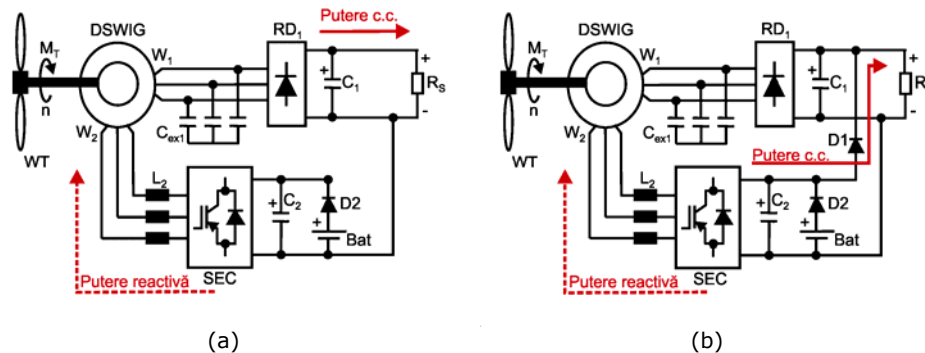 Putere c.c.
DSWIG
RD1
W1
MT
+
C1
+
RS
-
n
W2
Cex1
WT
L2
+
C2
D2
+
Bat
SEC
Putere reactivă
(a)
DSWIG
RD1
W1
MT
+
C1
+
R
-
n
W2
Cex1
D1
Putere c.c.
WT
L2
+
C2
D2
+
Bat
SEC
Putere reactivă
(b)